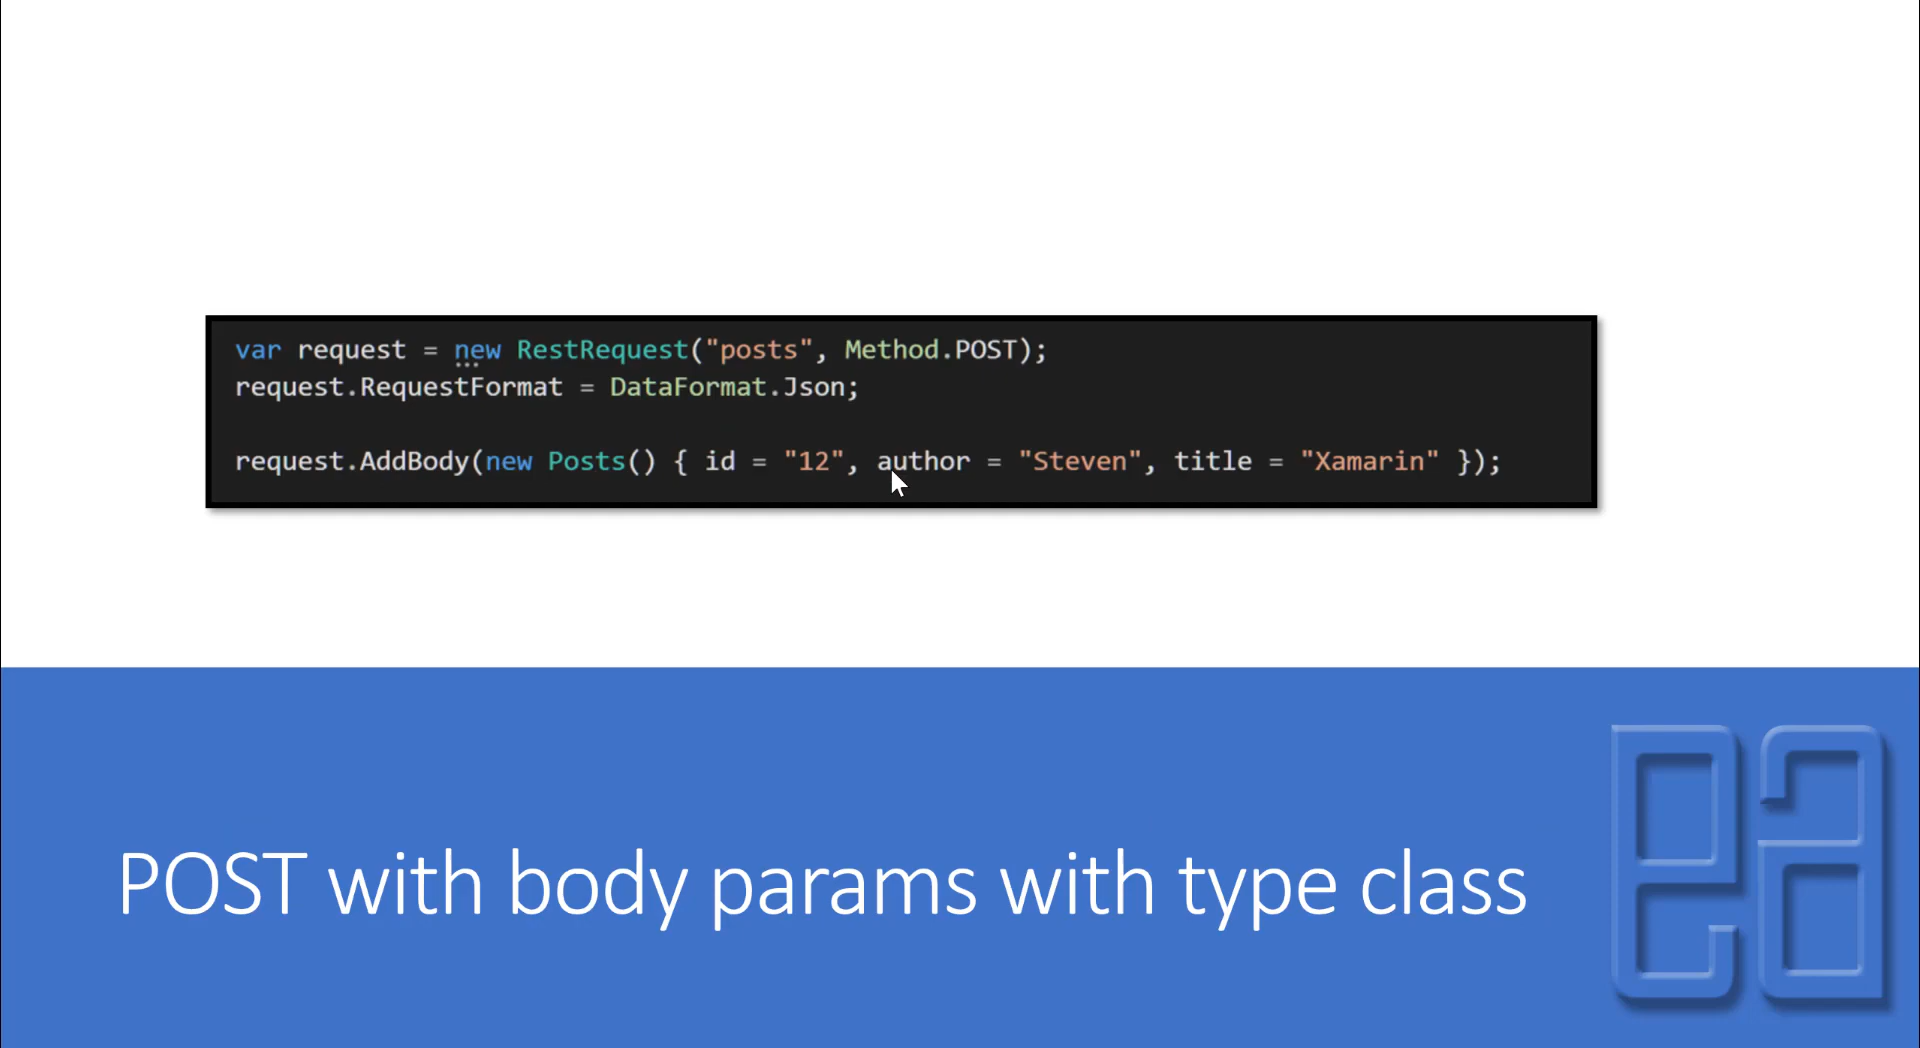 var request = new RestRequest("posts", Method.POST);
request.RequestFormat = DataFormat.Json;
request.AddBody(new Posts() { id = "12", author = "Steven", title = "Xamarin" });
POST with body params with type class
ea